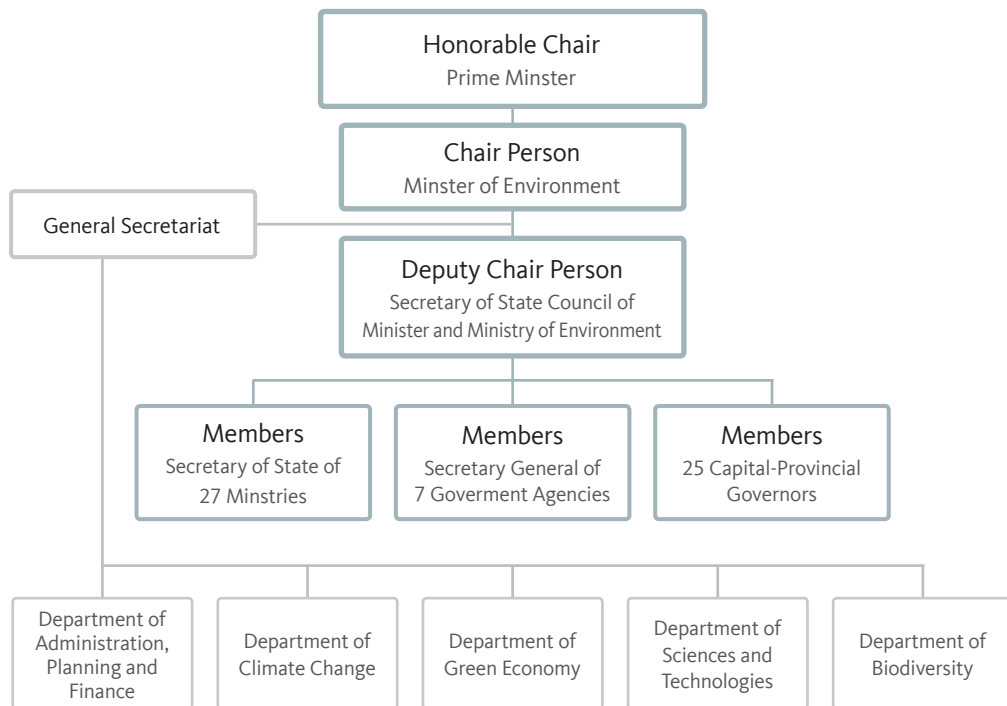 Honorable Chair
Prime Minster
Chair Person
Minster of Environment
General Secretariat
Deputy Chair Person
Secretary of State Council of
Minister and Ministry of Environment
Members
Secretary of State of
27 Minstries
Members
Secretary General of
7 Goverment Agencies
Members
25 Capital-Provincial
Governors
Department of
Administration,
Planning and
Finance
Department of
Climate Change
Department of
Green Economy
Department of
Sciences and
Technologies
Department of
Biodiversity